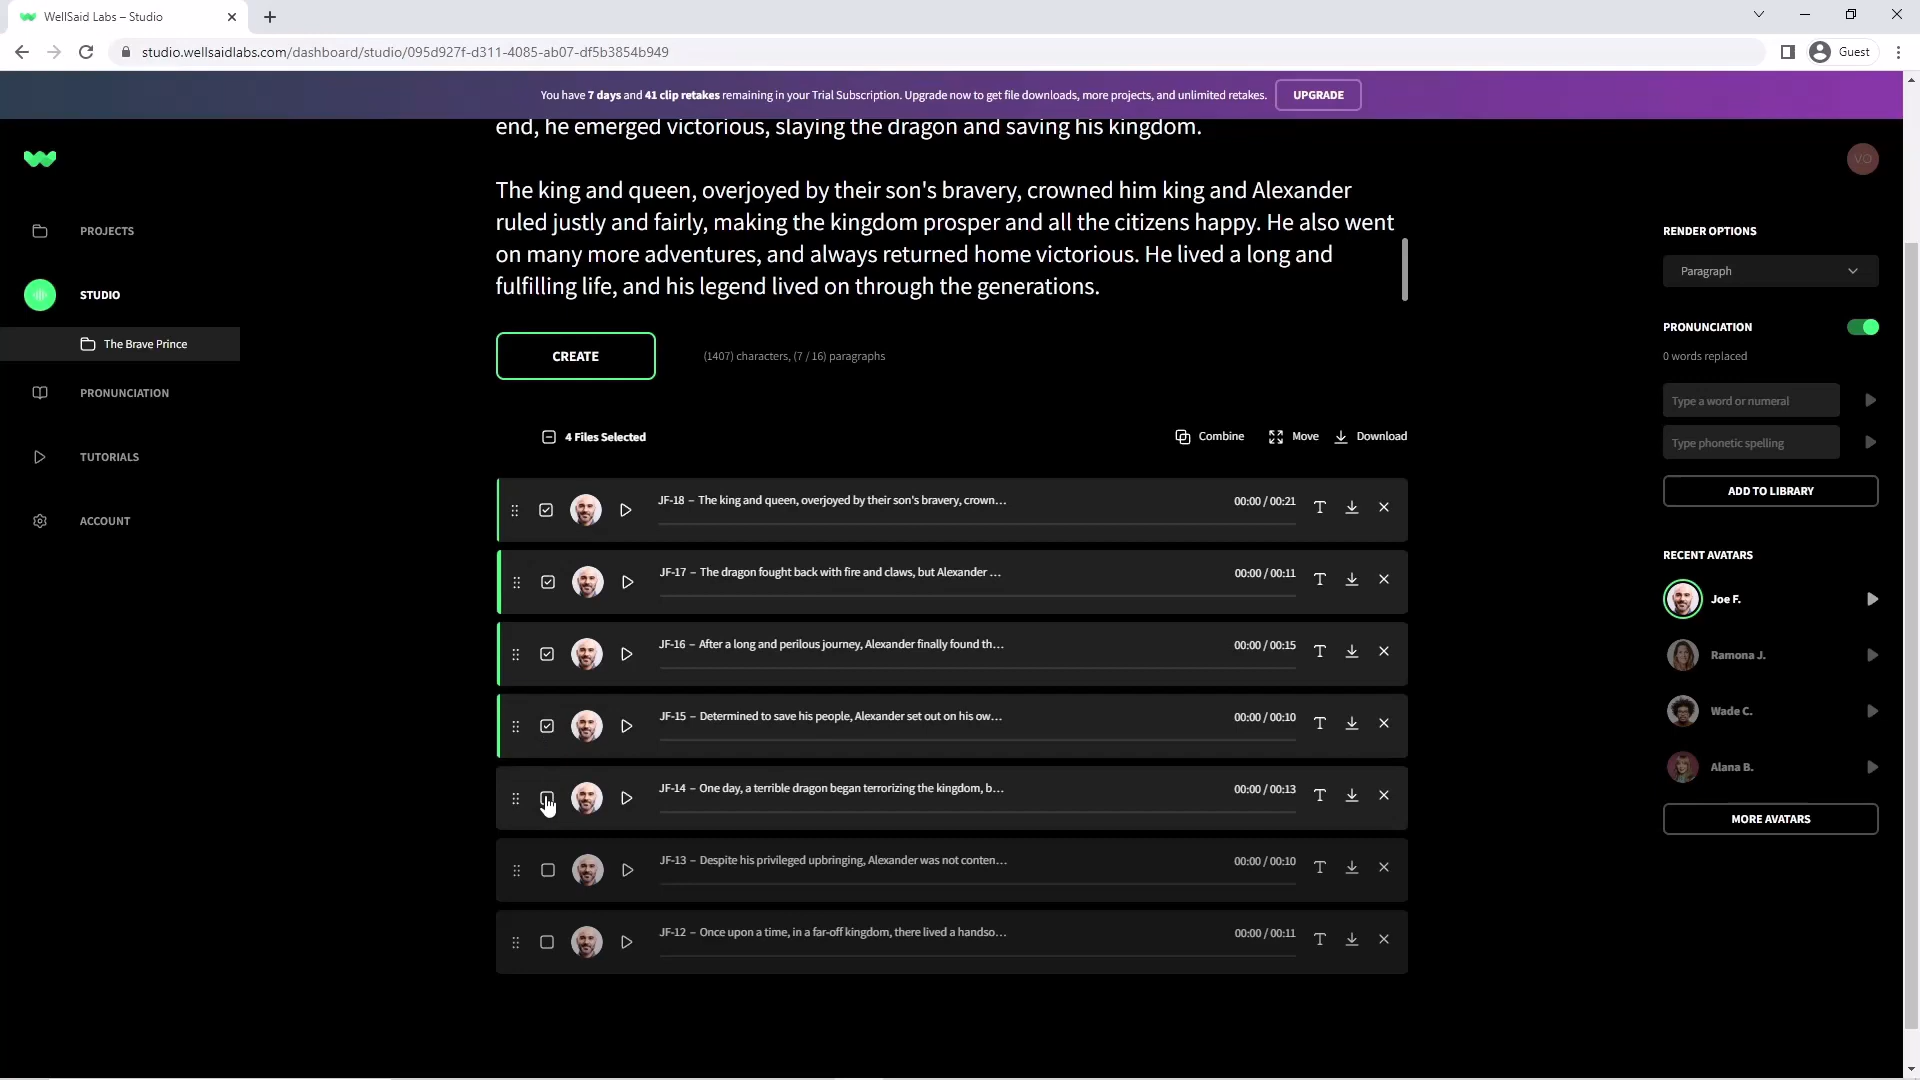 WellSaid Labs – Studio
studio.wellsaidlabs.com/dashboard/studio/095d927f-d311-4085-ab07-df5b3854b949
Guest
You have 7 days and 41 clip retakes remaining in your Trial Subscription. Upgrade now to get file downloads, more projects, and unlimited retakes.
UPGRADE
end, he emerged victorious, slaying the dragon and saving his kingdom.
VO
The king and queen, overjoyed by their son's bravery, crowned him king and Alexander
ruled justly and fairly, making the kingdom prosper and all the citizens happy. He also went
on many more adventures, and always returned home victorious. He lived a long and
fulfilling life, and his legend lived on through the generations.
PROJECTS
STUDIO
The Brave Prince
PRONUNCIATION
TUTORIALS
ACCOUNT
CREATE
(1407) characters, (7 / 16) paragraphs
4 Files Selected
Combine
Move
Download
JF-18 – The king and queen, overjoyed by their son's bravery, crown...
00:00 / 00:21
JF-17 – The dragon fought back with fire and claws, but Alexander ...
00:00 / 00:11
JF-16 – After a long and perilous journey, Alexander finally found th...
00:00 / 00:15
JF-15 – Determined to save his people, Alexander set out on his ow...
00:00 / 00:10
JF-14 – One day, a terrible dragon began terrorizing the kingdom, b...
00:00 / 00:13
JF-13 – Despite his privileged upbringing, Alexander was not conten...
00:00 / 00:10
JF-12 – Once upon a time, in a far-off kingdom, there lived a handso...
00:00 / 00:11
RENDER OPTIONS
Paragraph
PRONUNCIATION
0 words replaced
Type a word or numeral
Type phonetic spelling
ADD TO LIBRARY
RECENT AVATARS
Joe F.
Ramona J.
Wade C.
Alana B.
MORE AVATARS